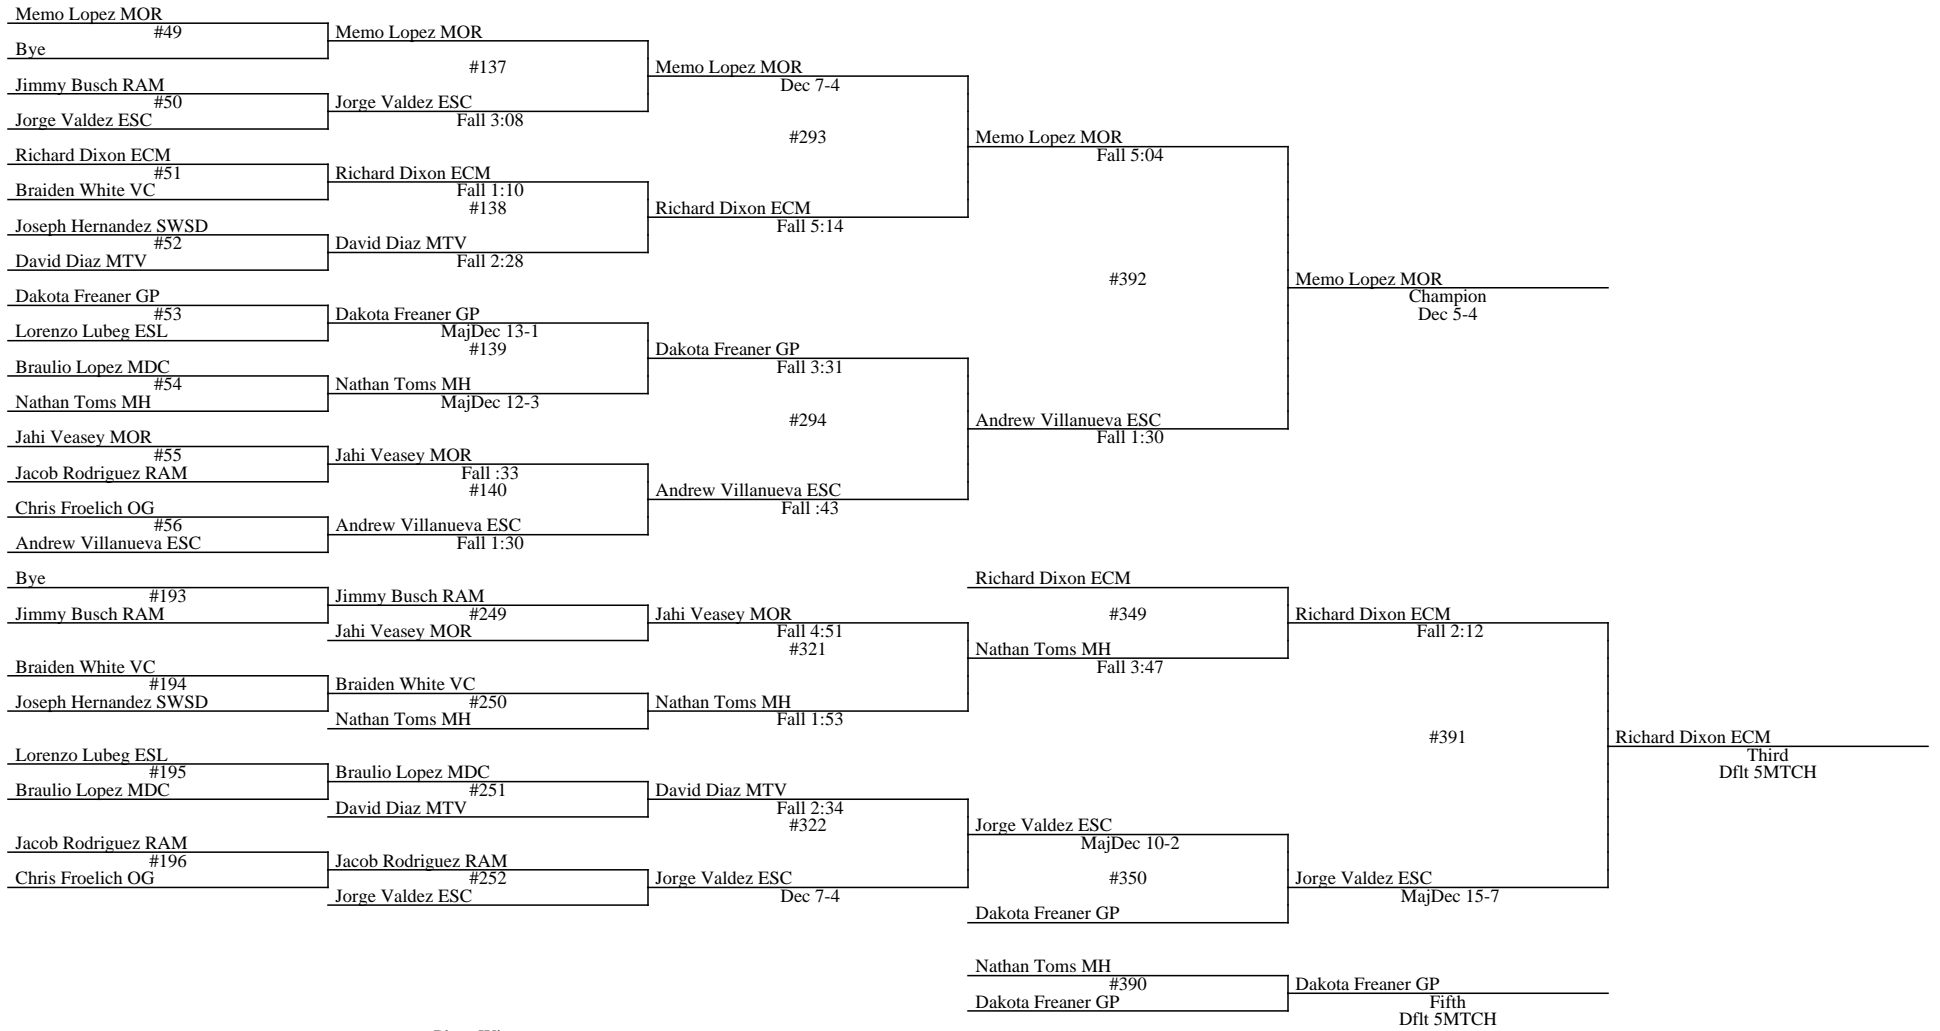 Memo Lopez MOR
#49
Bye
Memo Lopez MOR
#137
Jimmy Busch RAM
#50
Jorge Valdez ESC
Jorge Valdez ESC
Fall 3:08
Memo Lopez MOR
Dec 7-4
#293
Richard Dixon ECM
#51
Braiden White VC
Richard Dixon ECM
Fall 1:10
#138
Joseph Hernandez SWSD
#52
David Diaz MTV
David Diaz MTV
Fall 2:28
Richard Dixon ECM
Fall 5:14
Memo Lopez MOR
Fall 5:04
#392
Dakota Freaner GP
#53
Lorenzo Lubeg ESL
Dakota Freaner GP
MajDec 13-1
#139
Braulio Lopez MDC
#54
Nathan Toms MH
Nathan Toms MH
MajDec 12-3
Dakota Freaner GP
Fall 3:31
#294
Jahi Veasey MOR
#55
Jacob Rodriguez RAM
Jahi Veasey MOR
Fall :33
#140
Chris Froelich OG
#56
Andrew Villanueva ESC
Andrew Villanueva ESC
Fall 1:30
Andrew Villanueva ESC
Fall :43
Andrew Villanueva ESC
Fall 1:30
Memo Lopez MOR
Champion
Dec 5-4
Bye
#193
Jimmy Busch RAM
Jimmy Busch RAM
#249
Jahi Veasey MOR
Jahi Veasey MOR
Fall 4:51
#321
Braiden White VC
#194
Joseph Hernandez SWSD
Braiden White VC
#250
Nathan Toms MH
Nathan Toms MH
Fall 1:53
Richard Dixon ECM
#349
Nathan Toms MH
Fall 3:47
Richard Dixon ECM
Fall 2:12
#391
Lorenzo Lubeg ESL
#195
Braulio Lopez MDC
Braulio Lopez MDC
#251
David Diaz MTV
David Diaz MTV
Fall 2:34
#322
Jacob Rodriguez RAM
#196
Chris Froelich OG
Jacob Rodriguez RAM
#252
Jorge Valdez ESC
Jorge Valdez ESC
Dec 7-4
Jorge Valdez ESC
MajDec 10-2
#350
Dakota Freaner GP
Jorge Valdez ESC
MajDec 15-7
Richard Dixon ECM
Third
Dflt 5MTCH
Nathan Toms MH
#390
Dakota Freaner GP
Dakota Freaner GP
Fifth
Dflt 5MTCH